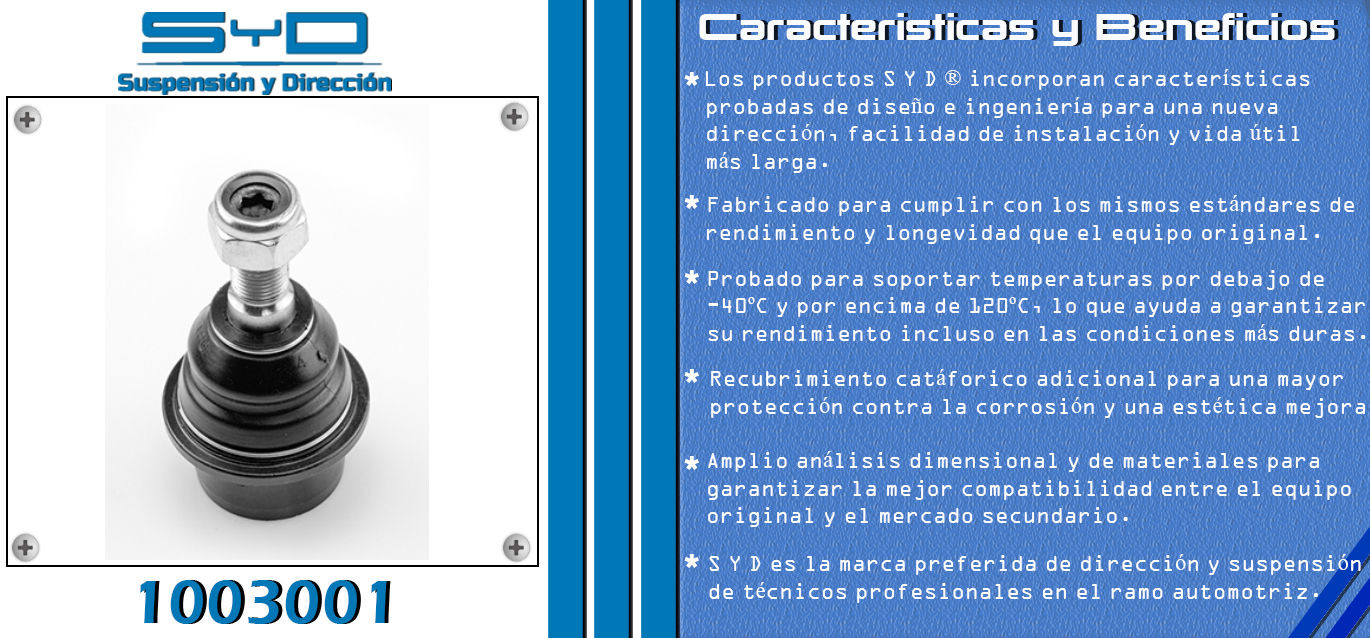 SYD
Suspensión y Dirección
1003001
Caracteristicas y Beneficios
* Los productos S Y D ® incorporan características
probadas de diseño e ingeniería para una nueva
dirección, facilidad de instalación y vida útil
más larga.
* Fabricado para cumplir con los mismos estándares de
rendimiento y longevidad que el equipo original.
* Probado para soportar temperaturas por debajo de
-40°C y por encima de 120°C, lo que ayuda a garantizar
su rendimiento incluso en las condiciones más duras.
* Recubrimiento catáforico adicional para una mayor
protección contra la corrosión y una estética mejora
* Amplio análisis dimensional y de materiales para
garantizar la mejor compatibilidad entre el equipo
original y el mercado secundario.
* S Y D es la marca preferida de dirección y suspensión
de técnicos profesionales en el ramo automotriz.